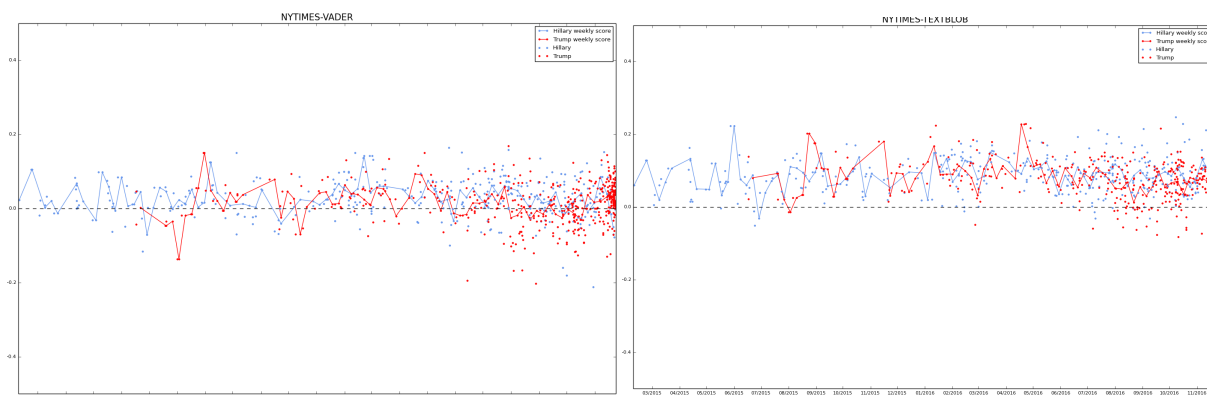 NYTIMES-VADER
Hillary weekly score
Trump weekly score
Hillary
Trump
0.4
0.2
0.0
-0.2
-0.4
NYTIMES-TEXTBLOB
Hillary weekly sco
Trump weekly scor
Hillary
Trump
0.4
0.2
0.0
-0.2
-0.4
03/2015 04/2015 05/2015 06/2015 07/2015 08/2015 09/2015 10/2015 11/2015 12/2015 01/2016 02/2016 03/2016 04/2016 05/2016 06/2016 07/2016 08/2016 09/2016 10/2016 11/2016